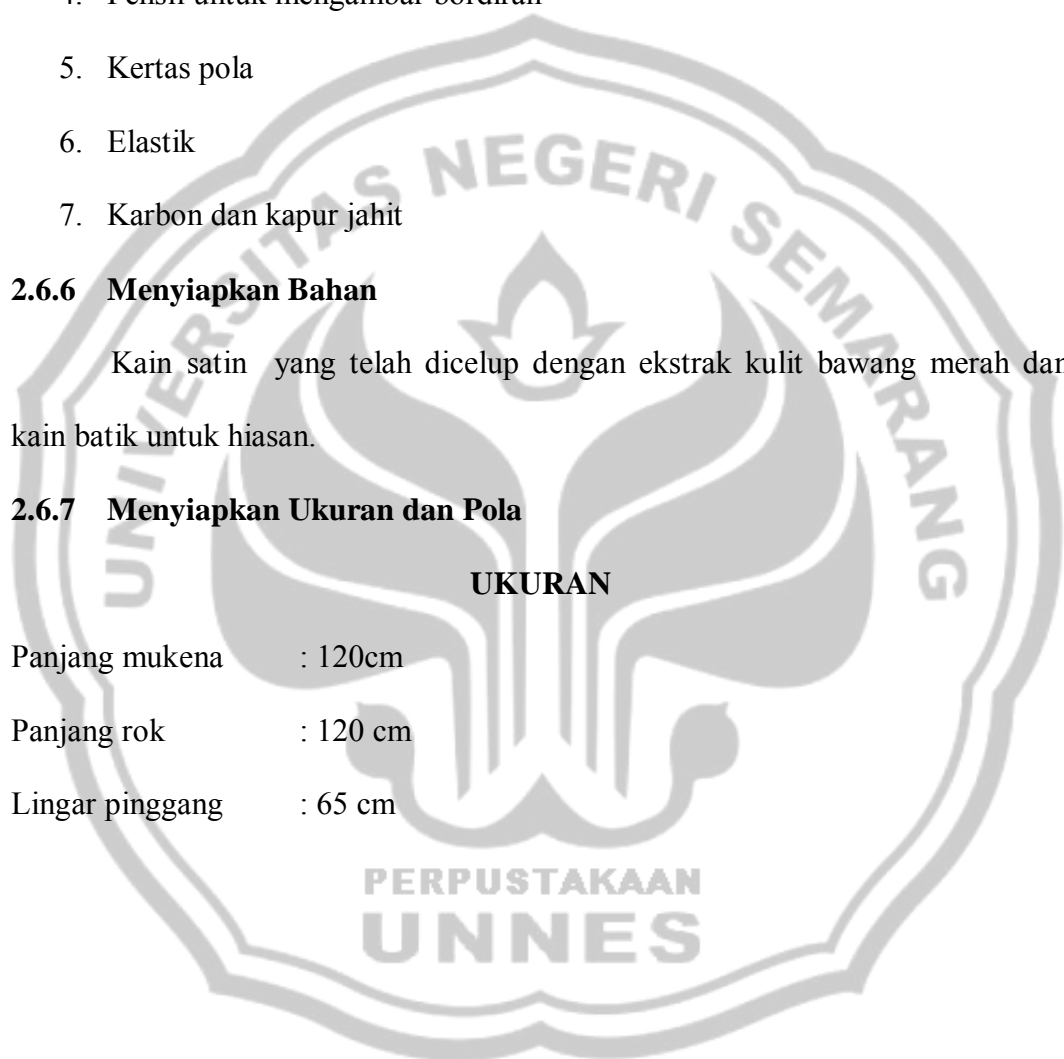 4. Pensil untuk mengambar bordiran
5. Kertas pola
6. Elastik
7. Karbon dan kapur jahit
2.6.6 Menyiapkan Bahan
Kain satin yang telah dicelup dengan ekstrak kulit bawang merah dan
kain batik untuk hiasan.
2.6.7 Menyiapkan Ukuran dan Pola
UKURAN
Panjang mukena : 120cm
Panjang rok : 120 cm
Lingar pinggang : 65 cm
UNIVERSITAS NEGERI SEMARANG
PERPUSTAKAAN
UNNES